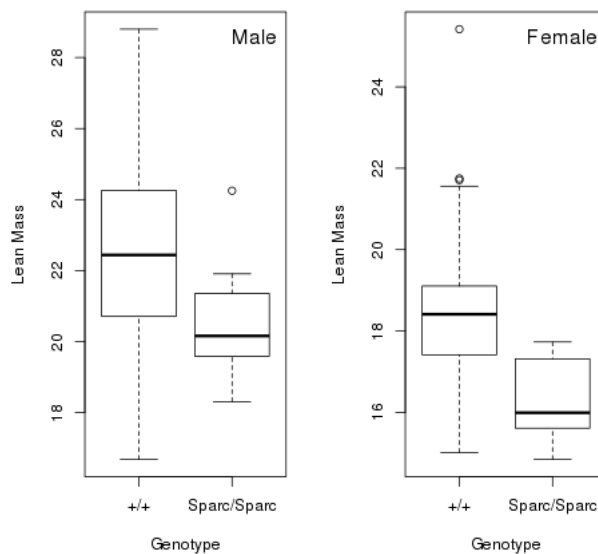 Male
Lean Mass
28
26
24
22
20
18
+/+ Sparc/Sparc
Genotype
Female
Lean Mass
24
22
20
18
16
+/+ Sparc/Sparc
Genotype